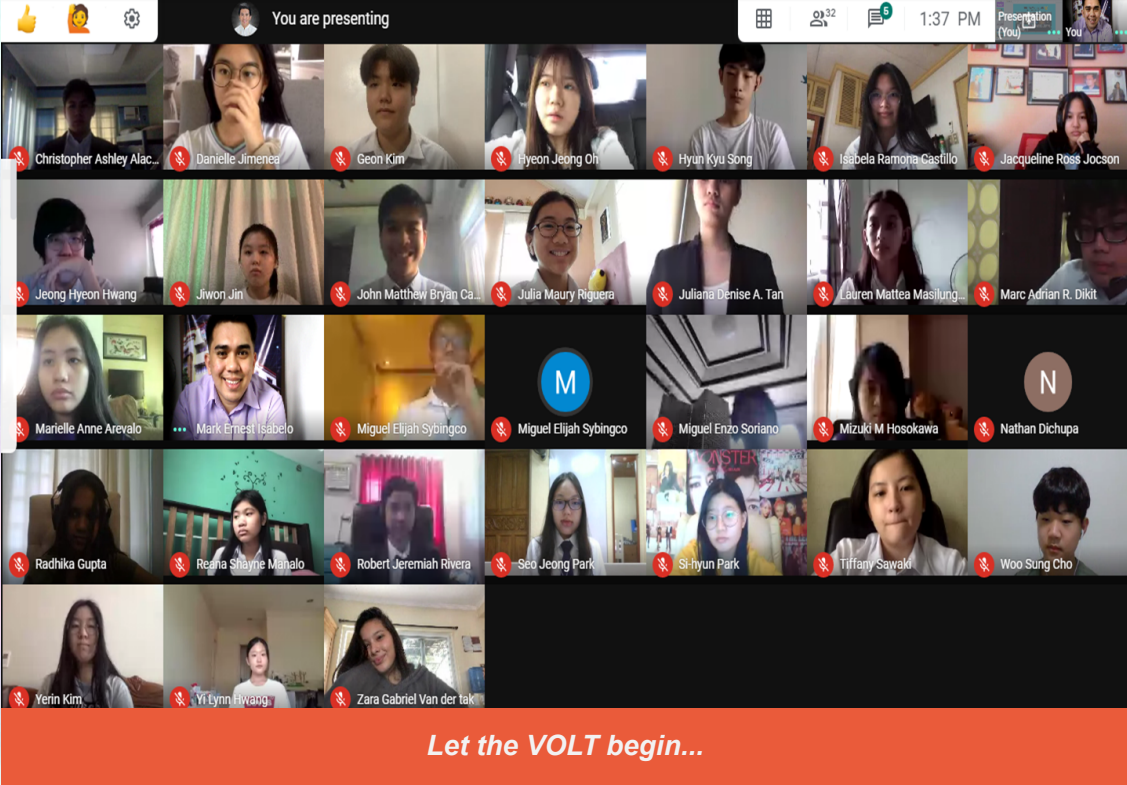 You are presenting
32
5
1:37 PM
Presentation
(You)
You
Christopher Ashley Alac...
Danielle Jimenea
Geon Kim
Hyeon Jeong Oh
Hyun Kyu Song
Isabela Ramona Castillo
Jacqueline Ross Jocson
Jeong Hyeon Hwang
Jiwon Jin
John Matthew Bryan Ca...
Julia Maury Riguera
Juliana Denise A. Tan
Lauren Mattea Masilung...
Marc Adrian R. Dikit
Marielle Anne Arevalo
Mark Ernest Isabelo
Miguel Elijah Sybingco
M
Miguel Elijah Sybingco
Miguel Enzo Soriano
Mizuki M Hosokawa
N
Nathan Dichupa
Radhika Gupta
Reana Shayne Manalo
Robert Jeremiah Rivera
Seo Jeong Park
MONSTER
Si-hyun Park
Tiffany Sawaki
Woo Sung Cho
Yerin Kim
Yi Lynn Hwang
Zara Gabriel Van der tak
Let the VOLT begin...